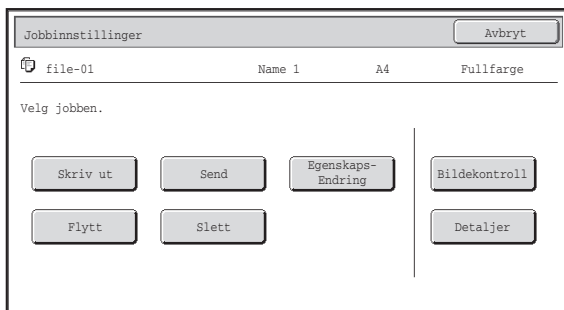 Jobbinnstillinger Avbryt
file-01 Name 1 A4 Fullfarge
Velg jobben.
Skriv ut Send Egenskaps-
Endring Bildekontroll
Flytt Slett Detaljer